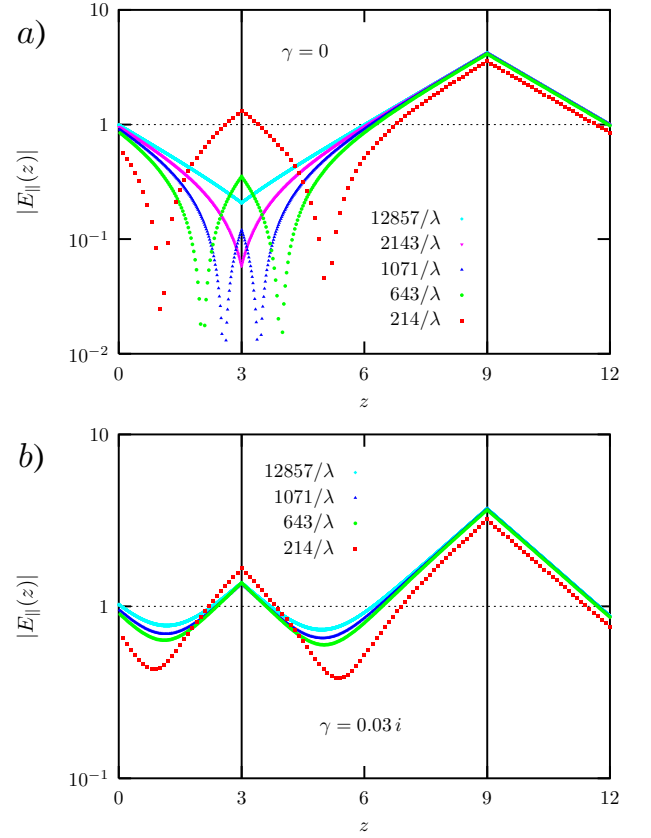 a)
10
1
10⁻¹
10⁻²
|E∥(z)|
γ = 0
12857/λ
2143/λ
1071/λ
643/λ
214/λ
0 3 6 9 12
z
b)
10
1
10⁻¹
|E∥(z)|
12857/λ
1071/λ
643/λ
214/λ
γ = 0.03 i
0 3 6 9 12
z